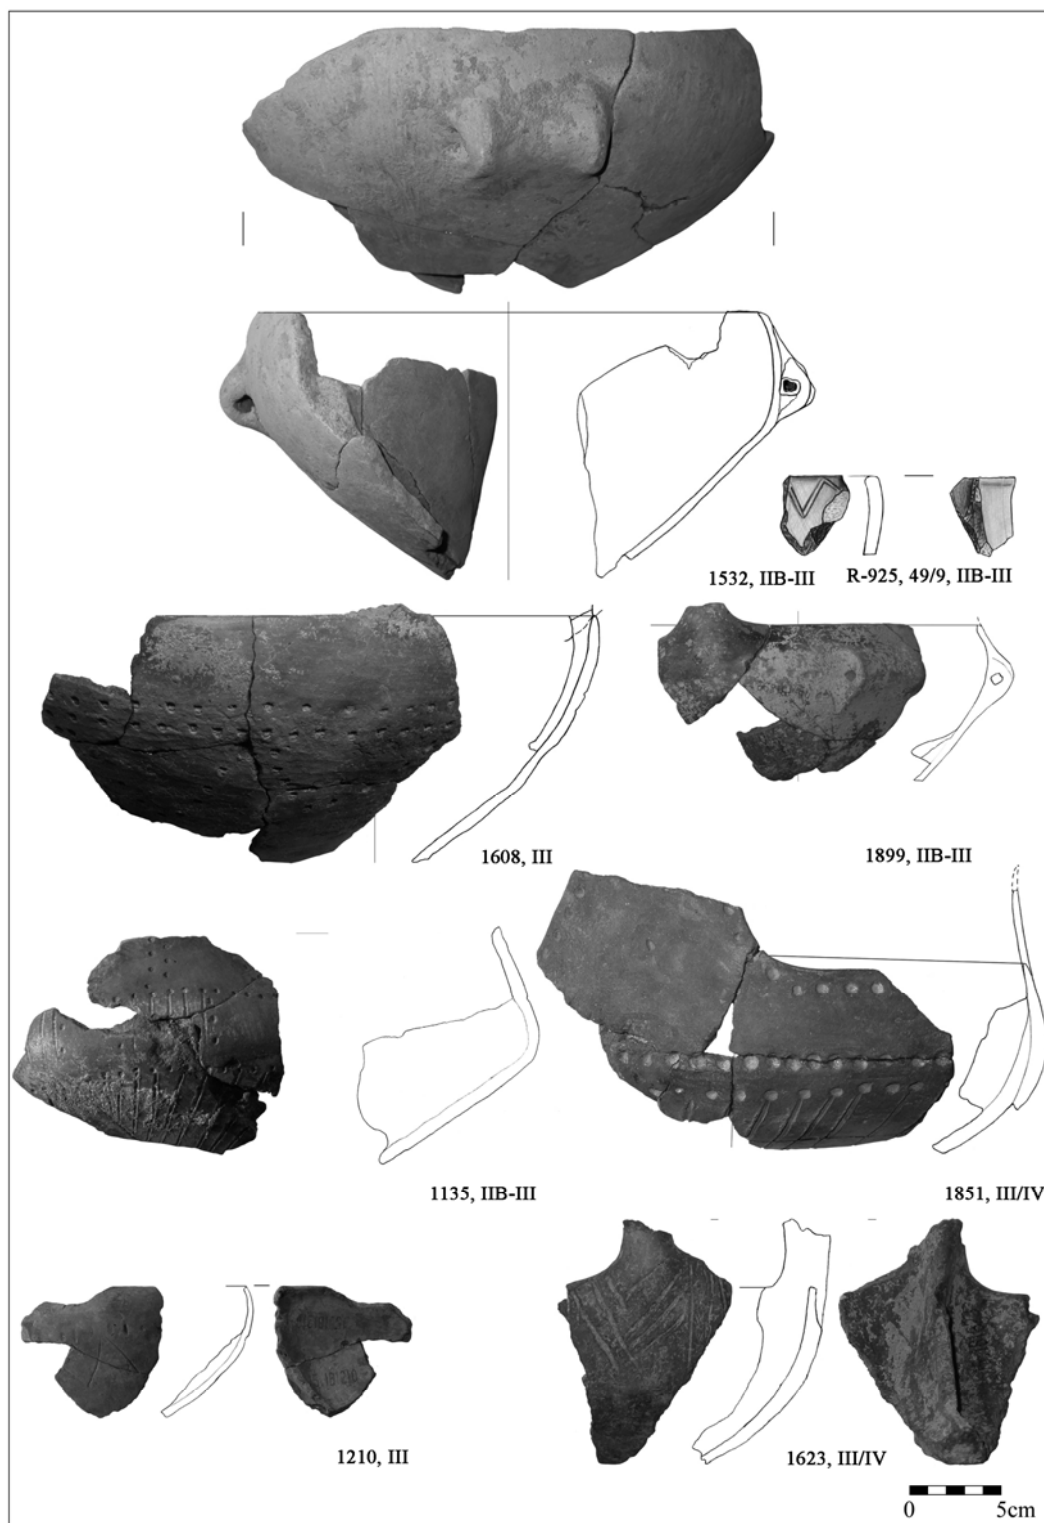 1532, IIB-III
R-925, 49/9, IIB-III
1608, III
1899, IIB-III
1135, IIB-III
1851, III/IV
1210, III
1623, III/IV
0 5cm